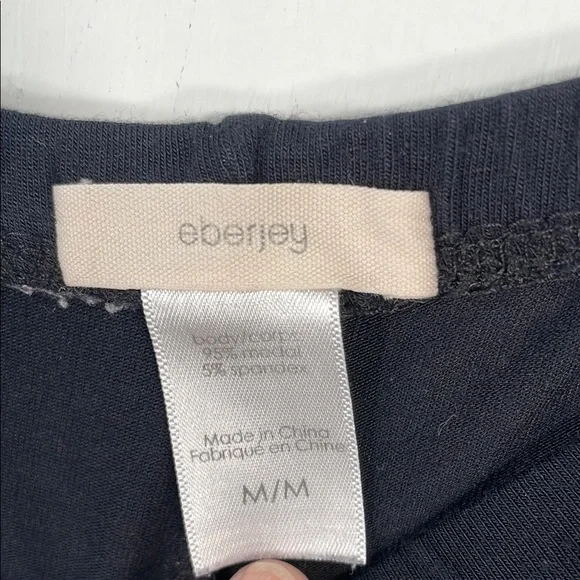 eberjey
body/corps
95% modal
5% spandex
Made in China
Fabriqué en Chine
M/M